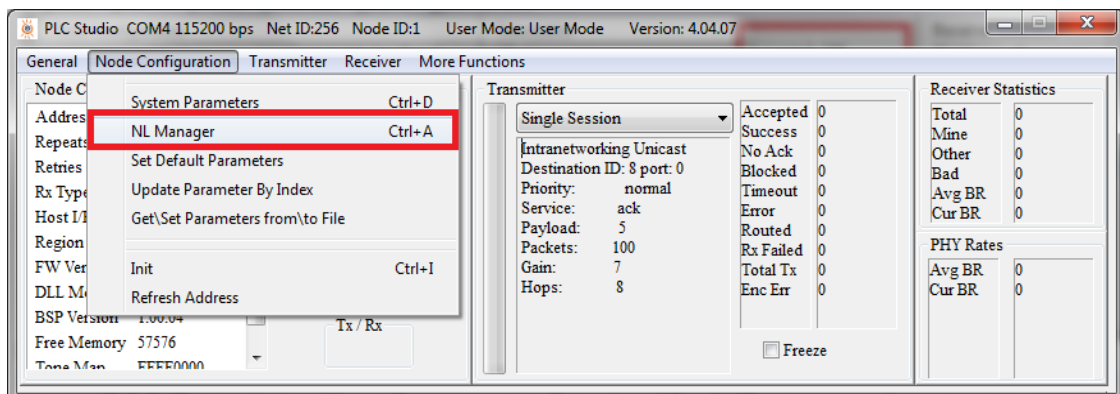 PLC Studio COM4 115200 bps Net ID:256 Node ID:1 User Mode: User Mode Version: 4.04.07
General Node Configuration Transmitter Receiver More Functions
Node C
Addres
Repeats
Retries
Rx Type
Host I/F
Region
FW Ver
DLL Mo
BSP Version 1.00.04
Free Memory 57576
Tone Map FFFF0000
System Parameters Ctrl+D
NL Manager Ctrl+A
Set Default Parameters
Update Parameter By Index
Get\Set Parameters from\to File
Init Ctrl+I
Refresh Address
Tx / Rx
Transmitter
Single Session
Intranetworking Unicast
Destination ID: 8 port: 0
Priority: normal
Service: ack
Payload: 5
Packets: 100
Gain: 7
Hops: 8
Accepted 0
Success 0
No Ack 0
Blocked 0
Timeout 0
Error 0
Routed 0
Rx Failed 0
Total Tx 0
Enc Err 0
Freeze
Receiver Statistics
Total 0
Mine 0
Other 0
Bad 0
Avg BR 0
Cur BR 0
PHY Rates
Avg BR 0
Cur BR 0